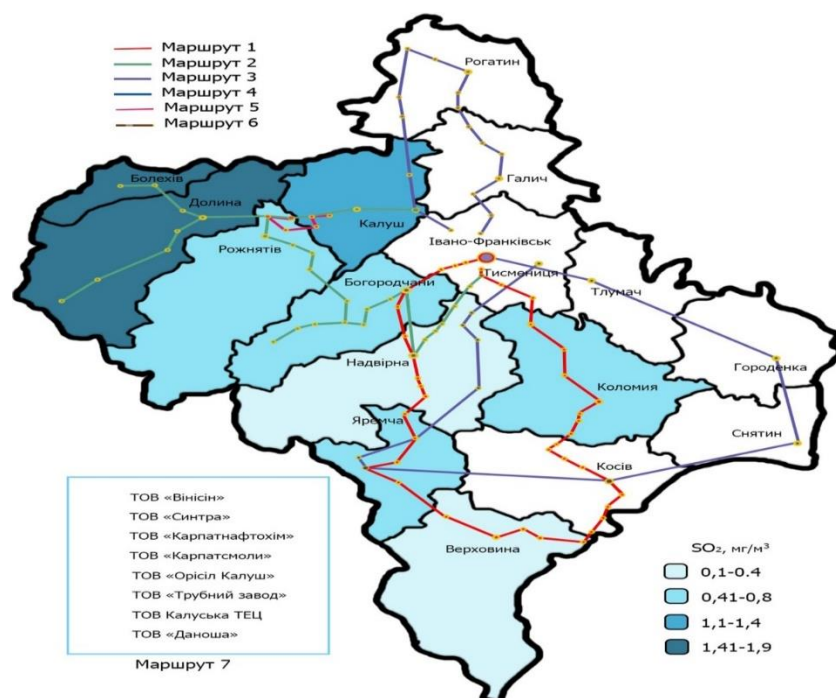 Маршрут 1
Маршрут 2
Маршрут 3
Маршрут 4
Маршрут 5
Маршрут 6
Рогатин
Галич
Болехів
Долина
Калуш
Рожнятів
Івано-Франківськ
Тисмениця
Богородчани
Тлумач
Надвірна
Городенка
Коломия
Яремча
Снятин
Косів
Верховина
ТОВ «Вінісін»
ТОВ «Синтра»
ТОВ «Карпатнафтохім»
ТОВ «Карпатсмоли»
ТОВ «Орісіл Калуш»
ТОВ «Трубний завод»
ТОВ Калуська ТЕЦ
ТОВ «Даноша»
Маршрут 7
SO₂, мг/м³
0,1-0.4
0,41-0,8
1,1-1,4
1,41-1,9